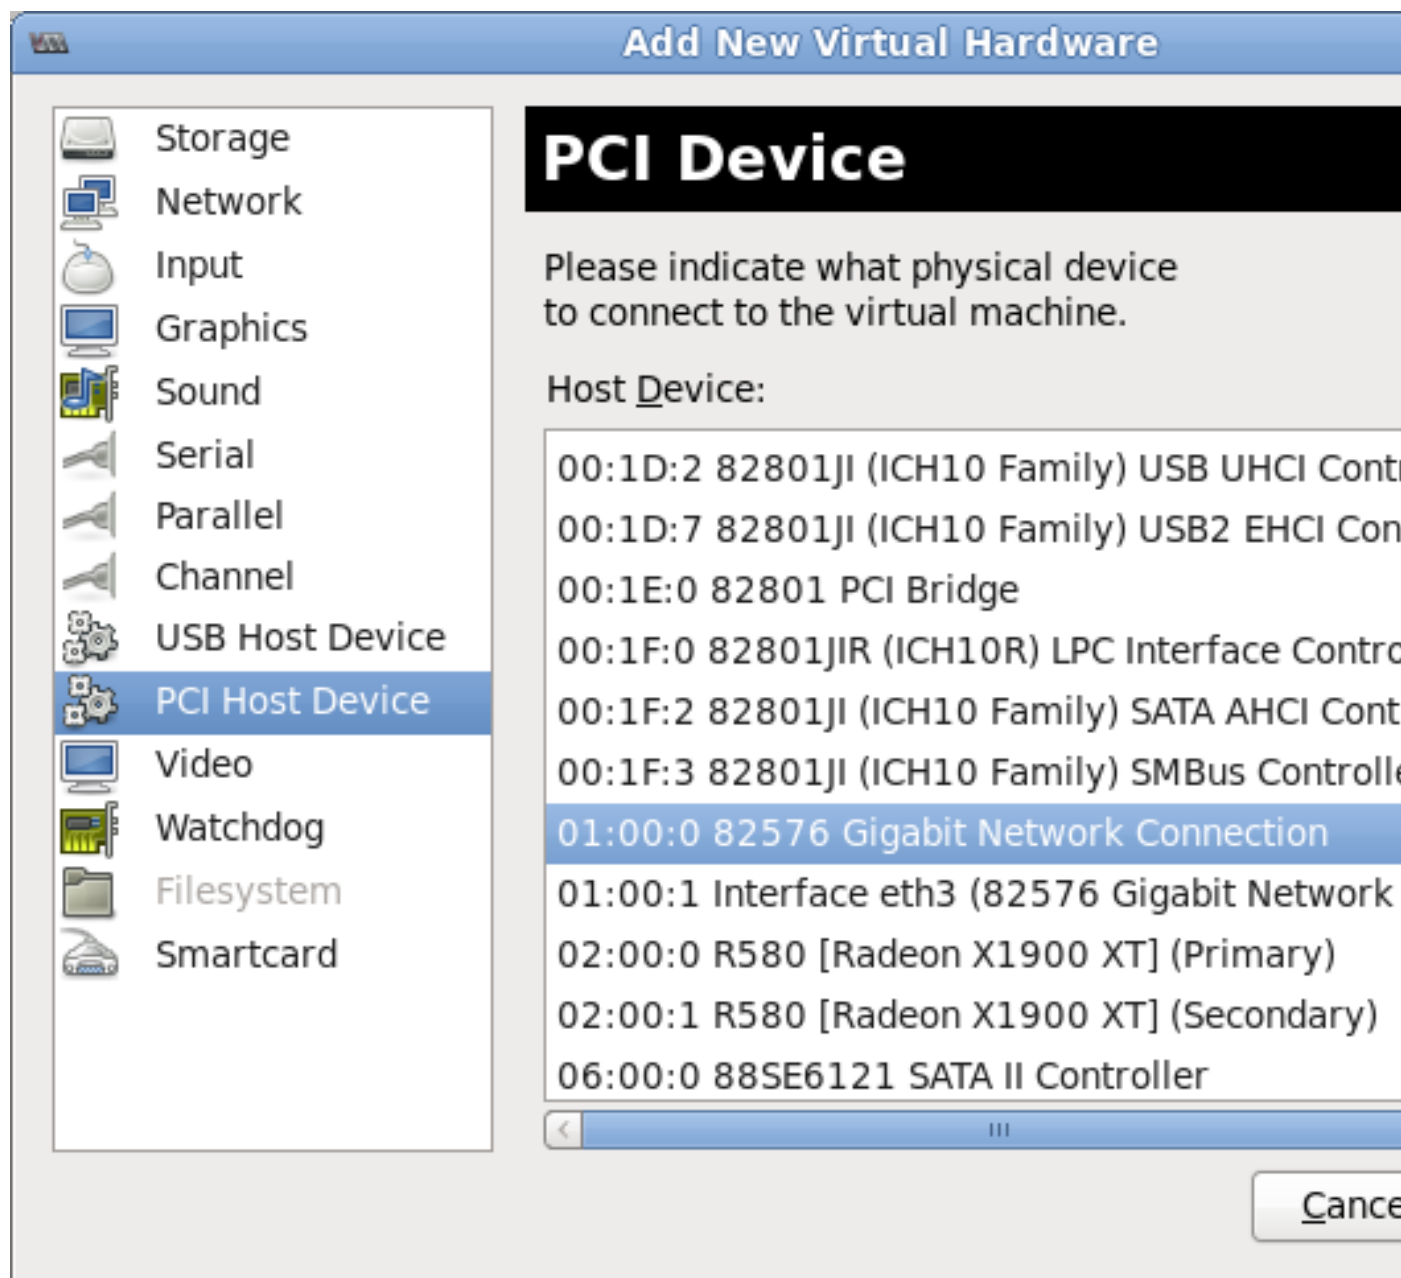 Add New Virtual Hardware
Storage
Network
Input
Graphics
Sound
Serial
Parallel
Channel
USB Host Device
PCI Host Device
Video
Watchdog
Filesystem
Smartcard
PCI Device
Please indicate what physical device
to connect to the virtual machine.
Host Device:
00:1D:2 82801JI (ICH10 Family) USB UHCI Contr
00:1D:7 82801JI (ICH10 Family) USB2 EHCI Con
00:1E:0 82801 PCI Bridge
00:1F:0 82801JIR (ICH10R) LPC Interface Contro
00:1F:2 82801JI (ICH10 Family) SATA AHCI Cont
00:1F:3 82801JI (ICH10 Family) SMBus Controlle
01:00:0 82576 Gigabit Network Connection
01:00:1 Interface eth3 (82576 Gigabit Network
02:00:0 R580 [Radeon X1900 XT] (Primary)
02:00:1 R580 [Radeon X1900 XT] (Secondary)
06:00:0 88SE6121 SATA II Controller
Cance